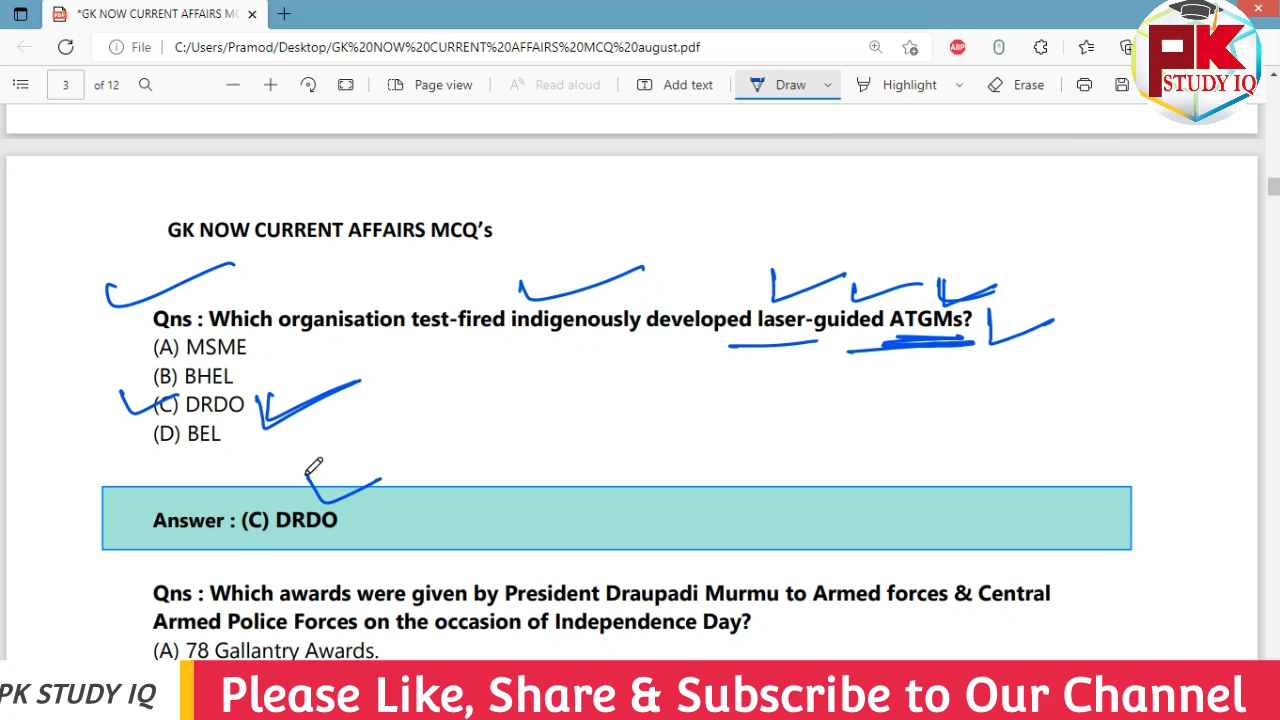 *GK NOW CURRENT AFFAIRS MC
File
C:/Users/Pramod/Desktop/GK%20NOW%20CURRENT%20AFFAIRS%20MCQ%20august.pdf
ABP
PK
STUDY IQ
3 of 12
Page view
Read aloud
Add text
Draw
Highlight
Erase
GK NOW CURRENT AFFAIRS MCQ’s
Qns : Which organisation test-fired indigenously developed laser-guided ATGMs?
(A) MSME
(B) BHEL
(C) DRDO
(D) BEL
Answer : (C) DRDO
Qns : Which awards were given by President Draupadi Murmu to Armed forces & Central
Armed Police Forces on the occasion of Independence Day?
(A) 78 Gallantry Awards.
PK STUDY IQ
Please Like, Share & Subscribe to Our Channel